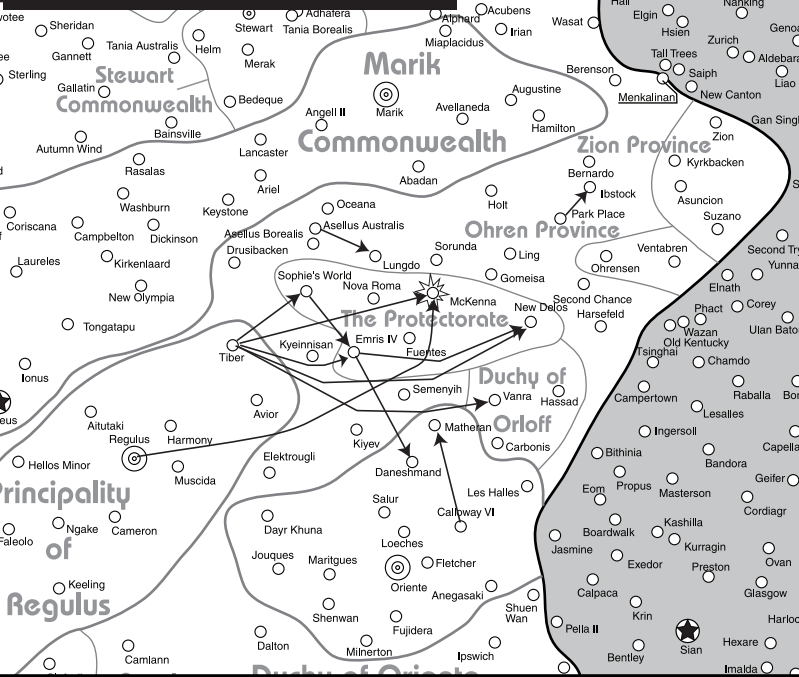 Sheridan
Gannett
Sterling
Tania Australis
Helm
Stewart
Adhafera
Tania Borealis
Merak
Alphard
Acubens
Miaplacidus
Irian
Wasat
Hall
Elgin
Hsien
Nanking
Zurich
Genoa
Tall Trees
Saiph
Aldebara
Liao
Berenson
Menkalinan
New Canton
Stewart
Commonwealth
Gallatin
Bedeque
Bainsville
Autumn Wind
Marik
Commonwealth
Marik
Angell II
Avellaneda
Augustine
Hamilton
Lancaster
Ariel
Abadan
Rasalas
Washburn
Keystone
Zion Province
Zion
Gan Singh
Kyrkbacken
Bernardo
Ibstock
Park Place
Asuncion
Suzano
Holt
Oceana
Asellus Australis
Asellus Borealis
Drusibacken
Coriscana
Campbelton
Dickinson
Laureles
Kirkenlaard
New Olympia
Tongatapu
Ionus
Lungdo
Sorunda
Ohren Province
Ling
Gomeisa
Ohrensen
Ventabren
Second Chance
Harsefeld
Second Try
Yunna
Elnath
Sophie's World
Nova Roma
McKenna
New Delos
The Protectorate
Kyeinnisan
Emris IV
Fuentes
Tiber
Semenyih
Phact
Corey
Wazan
Old Kentucky
Ulan Bator
Tsinghai
Chamdo
Campertown
Raballa
Lesalles
Duchy of
Orloff
Vanra
Hassad
Carbonis
Matheran
Avior
Aitutaki
Regulus
Harmony
Muscida
Hellos Minor
Kiyev
Elektrougli
Daneshmand
Les Halles
Ingersoll
Capella
Bithinia
Bandora
Geifer
Propus
Eom
Masterson
Cordiagr
Principality
of
Regulus
Faleolo
Ngake
Cameron
Keeling
Salur
Calloway VI
Dayr Khuna
Loeches
Jouques
Maritgues
Oriente
Fletcher
Anegasaki
Shenwan
Fujidera
Shuen
Wan
Milnerton
Ipswich
Dalton
Camlann
Duchy of Oriente
Jasmine
Boardwalk
Kashilla
Kurragin
Exedor
Preston
Ovan
Glasgow
Calpaca
Krin
Pella II
Bentley
Sian
Hexare
Imalda